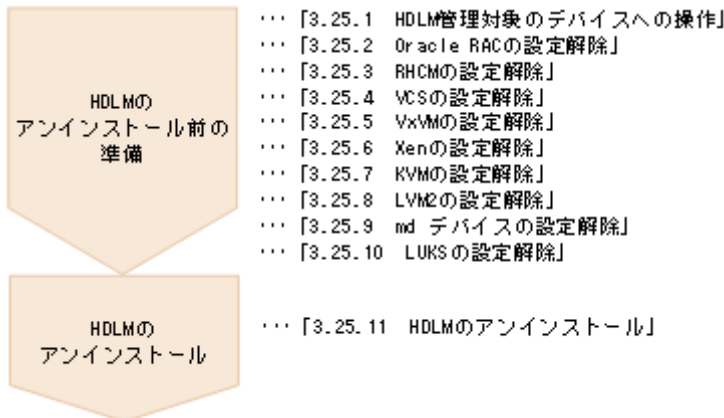 HDLMの
アンインストール前の
準備
…「3.25.1 HDLM管理対象のデバイスへの操作」
…「3.25.2 Oracle RACの設定解除」
…「3.25.3 RHCMの設定解除」
…「3.25.4 VCSの設定解除」
…「3.25.5 VxVMの設定解除」
…「3.25.6 Xenの設定解除」
…「3.25.7 KVMの設定解除」
…「3.25.8 LVM2の設定解除」
…「3.25.9 md デバイスの設定解除」
…「3.25.10 LUKSの設定解除」
HDLMの
アンインストール
…「3.25.11 HDLMのアンインストール」